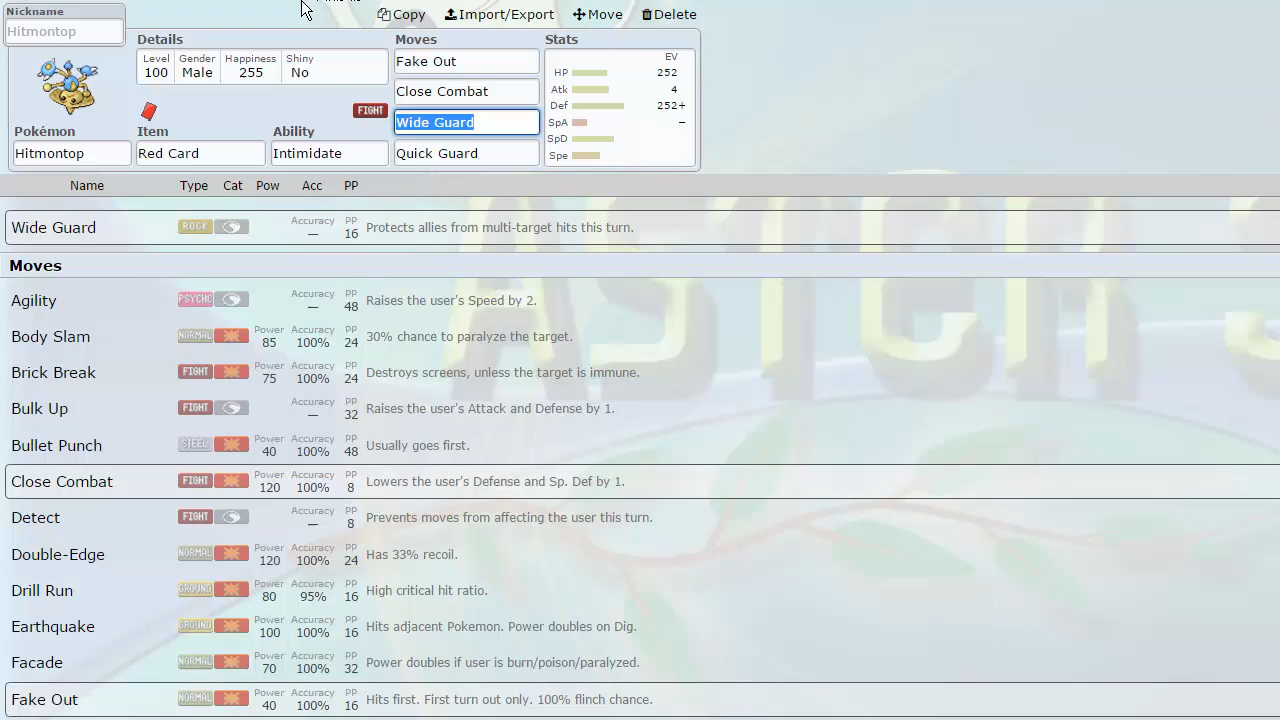 Nickname
Hitmontop
Copy Import/Export Move Delete
Details
Level Gender Happiness Shiny
100 Male 255 No
FIGHT
Pokémon Item Ability
Hitmontop Red Card Intimidate
Moves
Fake Out
Close Combat
Wide Guard
Quick Guard
Stats
EV
HP 252
Atk 4
Def 252+
SpA –
SpD
Spe
Name Type Cat Pow Acc PP
Wide Guard ROCK Accuracy — PP 16 Protects allies from multi-target hits this turn.
Moves
Agility PSYCHC Accuracy — PP 48 Raises the user's Speed by 2.
Body Slam NORMAL Power 85 Accuracy 100% PP 24 30% chance to paralyze the target.
Brick Break FIGHT Power 75 Accuracy 100% PP 24 Destroys screens, unless the target is immune.
Bulk Up FIGHT Accuracy — PP 32 Raises the user's Attack and Defense by 1.
Bullet Punch STEEL Power 40 Accuracy 100% PP 48 Usually goes first.
Close Combat FIGHT Power 120 Accuracy 100% PP 8 Lowers the user's Defense and Sp. Def by 1.
Detect FIGHT Accuracy — PP 8 Prevents moves from affecting the user this turn.
Double-Edge NORMAL Power 120 Accuracy 100% PP 24 Has 33% recoil.
Drill Run GROUND Power 80 Accuracy 95% PP 16 High critical hit ratio.
Earthquake GROUND Power 100 Accuracy 100% PP 16 Hits adjacent Pokemon. Power doubles on Dig.
Facade NORMAL Power 70 Accuracy 100% PP 32 Power doubles if user is burn/poison/paralyzed.
Fake Out NORMAL Power 40 Accuracy 100% PP 16 Hits first. First turn out only. 100% flinch chance.